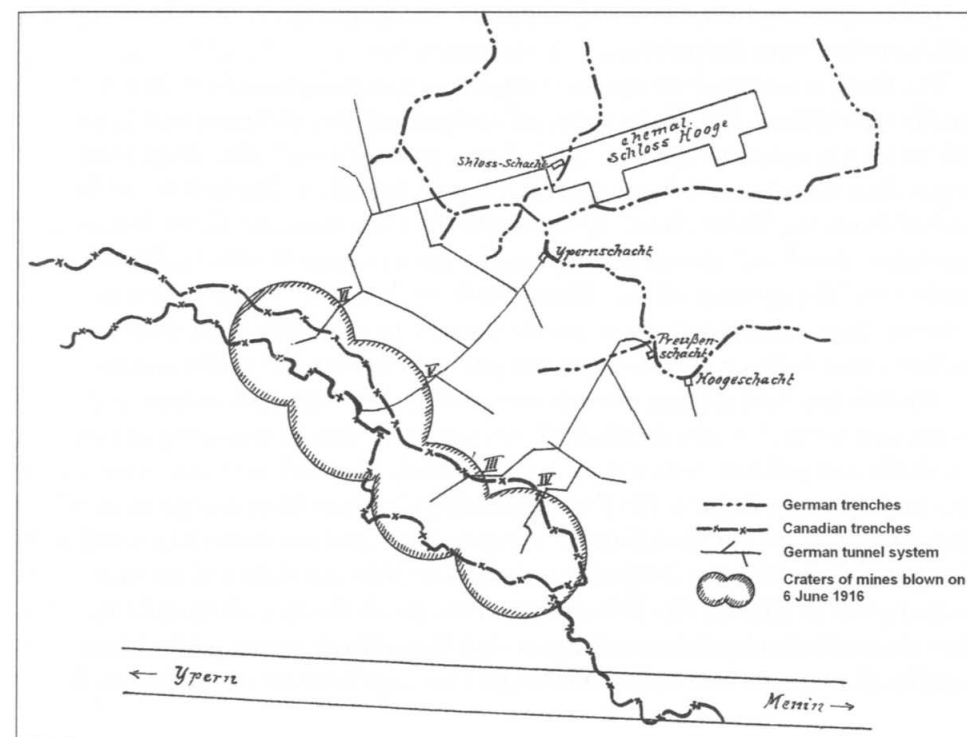 ehemal.
Schloss Hooge
Shloss-Schacht
Ypernschacht
VI
Preußen-
schacht
V
Hoogeschacht
III
IV
German trenches
Canadian trenches
German tunnel system
Craters of mines blown on
6 June 1916
← Ypern
Menin →